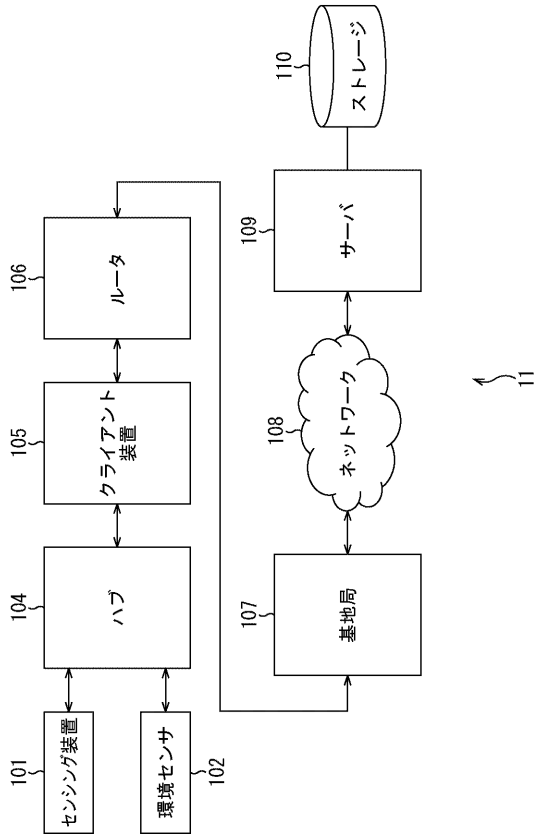 101
センシング装置
102
環境センサ
104
ハブ
105
クライアント
装置
106
ルータ
107
基地局
108
ネットワーク
109
サーバ
110
ストレージ
11